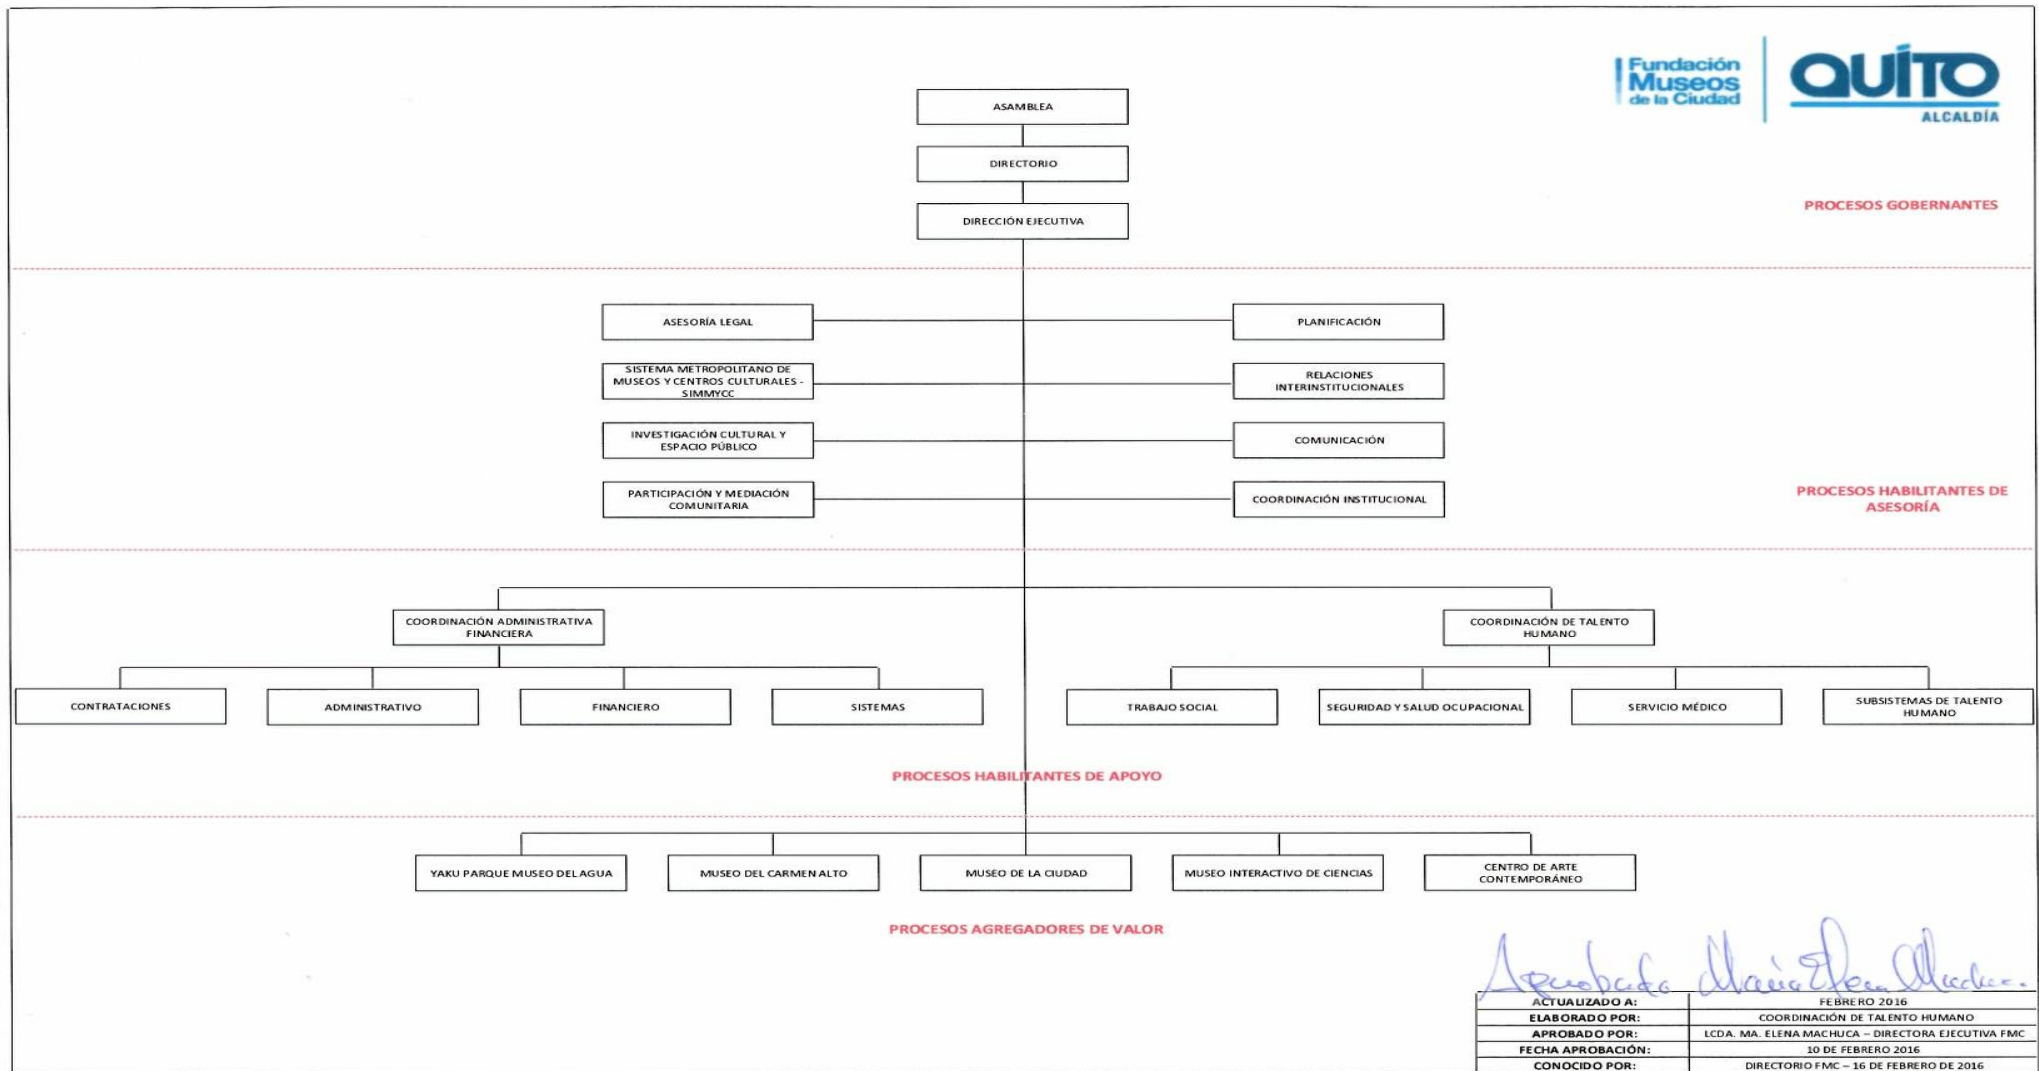 Fundación
Museos
de la Ciudad
QUITO
ALCALDÍA
ASAMBLEA
DIRECTORIO
DIRECCIÓN EJECUTIVA
PROCESOS GOBERNANTES
ASESORÍA LEGAL
PLANIFICACIÓN
SISTEMA METROPOLITANO DE
MUSEOS Y CENTROS CULTURALES -
SIMMYCC
RELACIONES
INTERINSTITUCIONALES
INVESTIGACIÓN CULTURAL Y
ESPACIO PÚBLICO
COMUNICACIÓN
PARTICIPACIÓN Y MEDIACIÓN
COMUNITARIA
COORDINACIÓN INSTITUCIONAL
PROCESOS HABILITANTES DE
ASESORÍA
COORDINACIÓN ADMINISTRATIVA
FINANCIERA
COORDINACIÓN DE TALENTO
HUMANO
CONTRATACIONES
ADMINISTRATIVO
FINANCIERO
SISTEMAS
TRABAJO SOCIAL
SEGURIDAD Y SALUD OCUPACIONAL
SERVICIO MÉDICO
SUBSISTEMAS DE TALENTO
HUMANO
PROCESOS HABILITANTES DE APOYO
YAKU PARQUE MUSEO DEL AGUA
MUSEO DEL CARMEN ALTO
MUSEO DE LA CIUDAD
MUSEO INTERACTIVO DE CIENCIAS
CENTRO DE ARTE
CONTEMPORÁNEO
PROCESOS AGREGADORES DE VALOR
Aprobado María Elena Machuca
ACTUALIZADO A: FEBRERO 2016
ELABORADO POR: COORDINACIÓN DE TALENTO HUMANO
APROBADO POR: LCDA. MA. ELENA MACHUCA – DIRECTORA EJECUTIVA FMC
FECHA APROBACIÓN: 10 DE FEBRERO 2016
CONOCIDO POR: DIRECTORIO FMC – 16 DE FEBRERO DE 2016